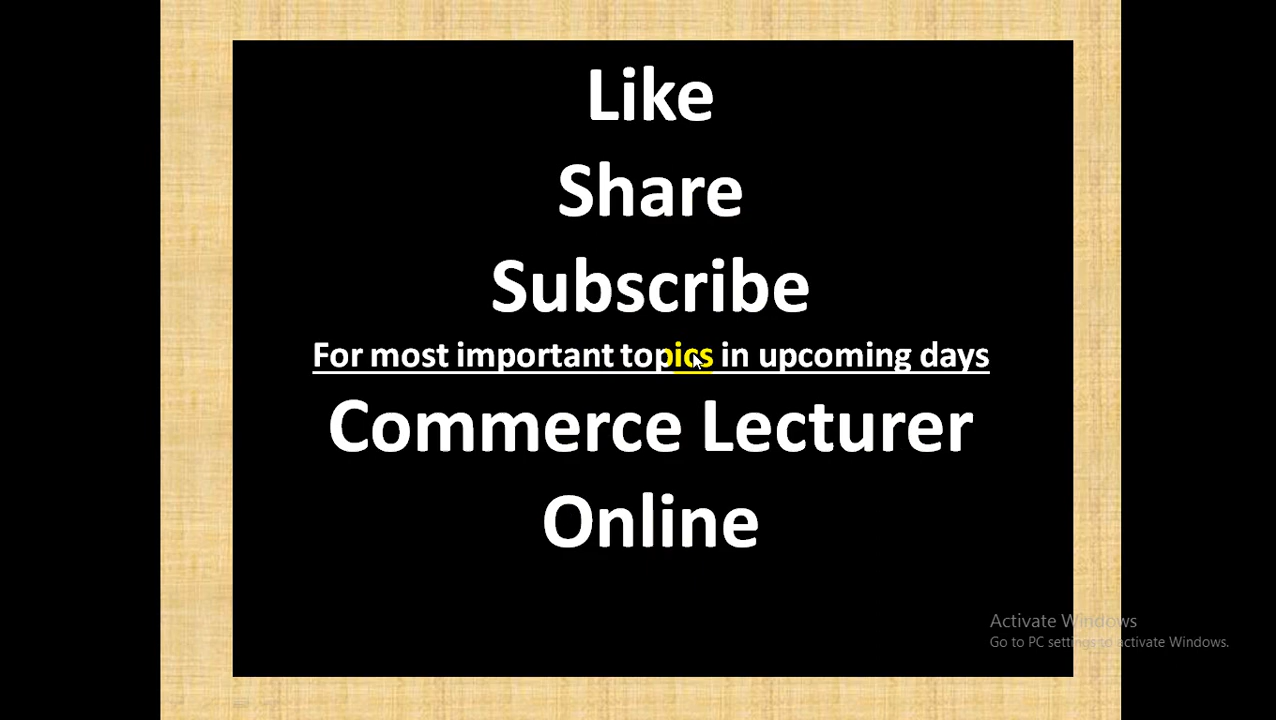 Like
Share
Subscribe
For most important topics in upcoming days
Commerce Lecturer
Online
Activate Windows
Go to PC settings to activate Windows.